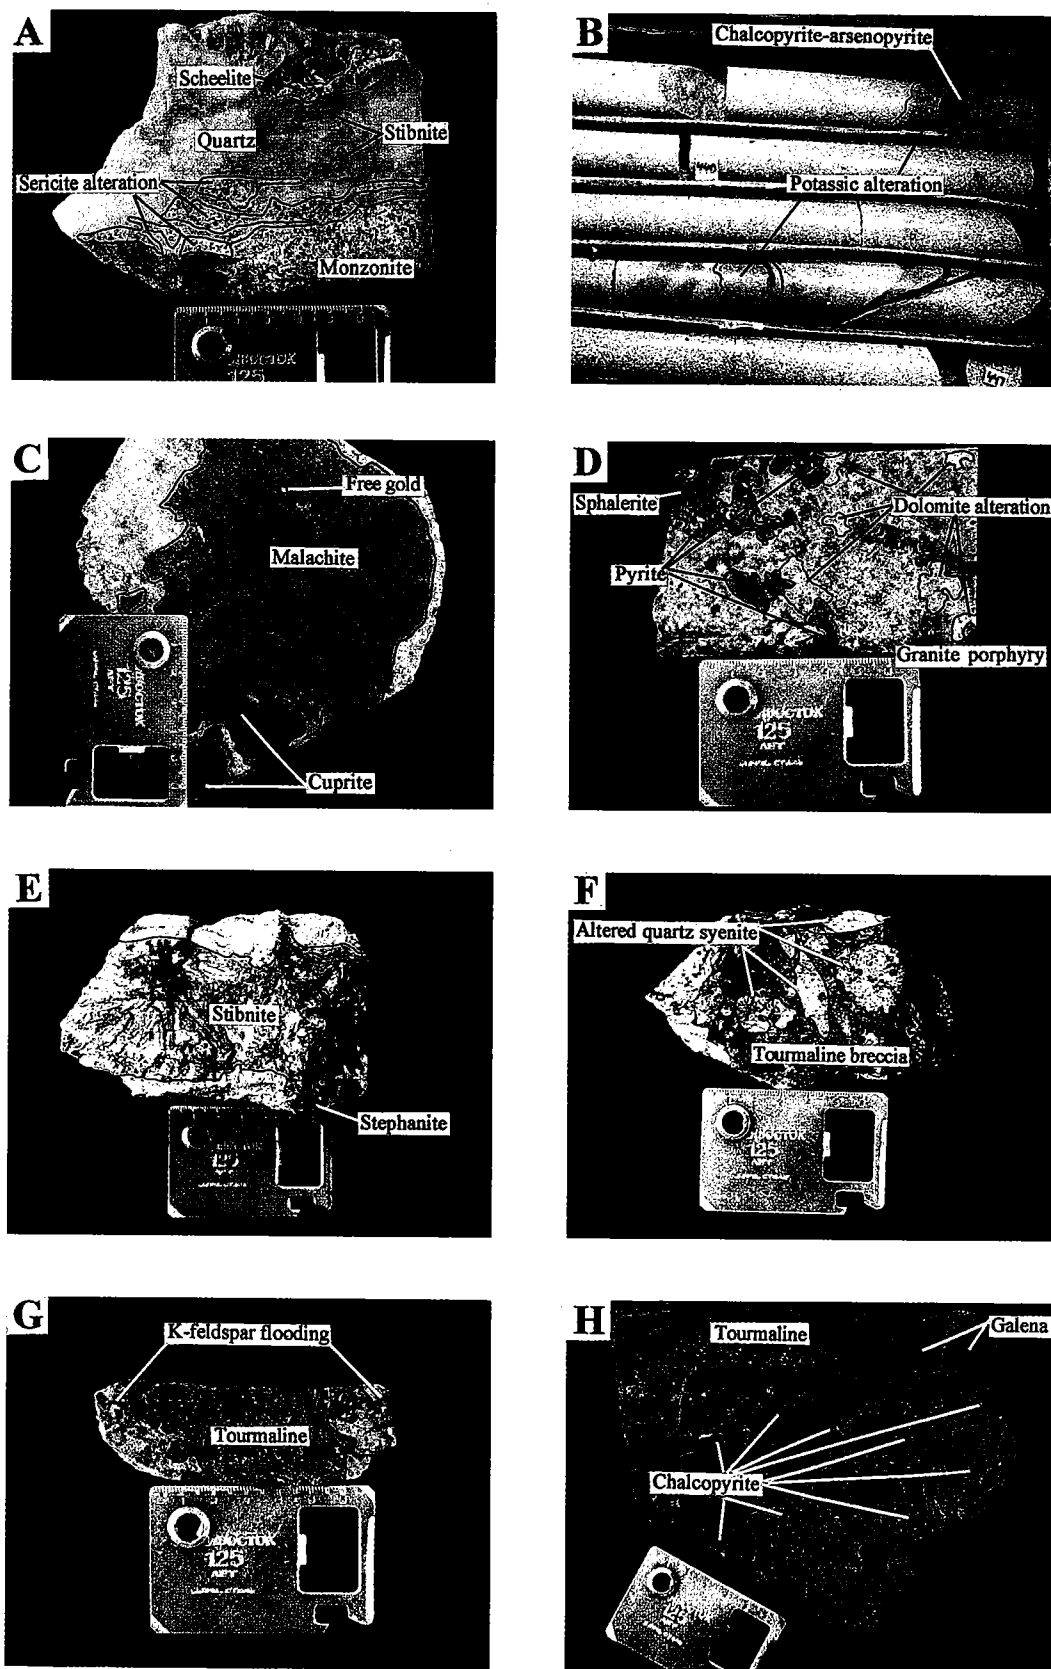 A
Scheelite
Quartz
Stibnite
Sericite alteration
Monzonite
125
B
Chalcopyrite-arsenopyrite
Potassic alteration
C
Free gold
Malachite
125
Cuprite
D
Sphalerite
Dolomite alteration
Pyrite
Granite porphyry
125
E
Stibnite
Stephanite
125
F
Altered quartz syenite
Tourmaline breccia
125
G
K-feldspar flooding
Tourmaline
125
H
Tourmaline
Galena
Chalcopyrite